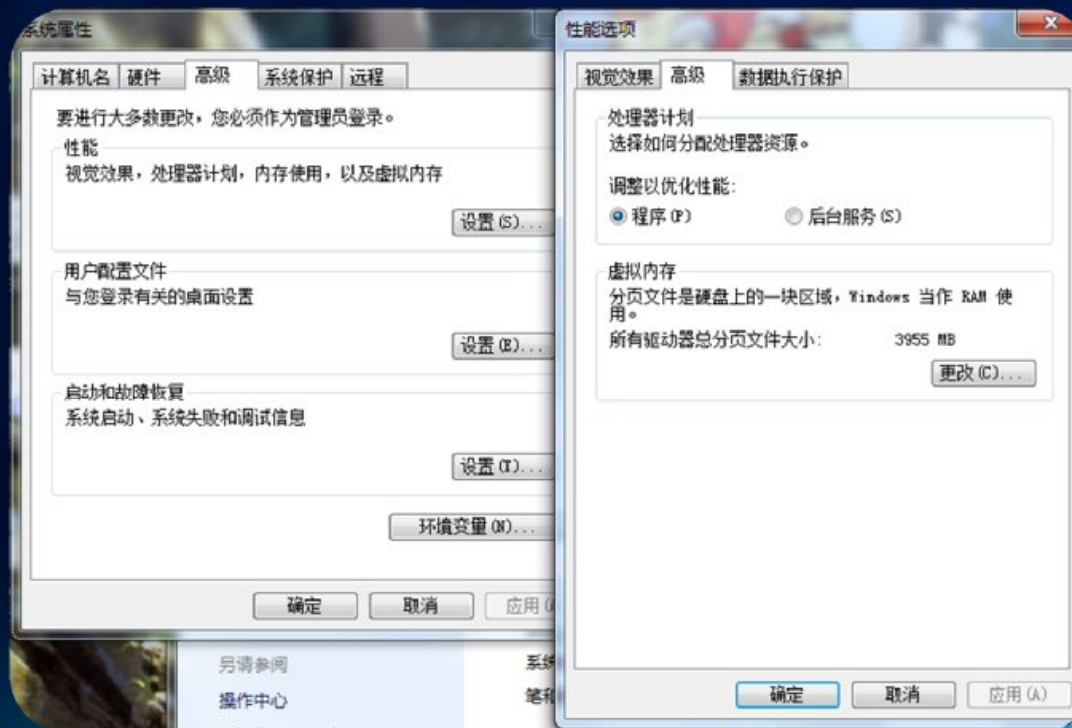 系统属性
计算机名 硬件 高级 系统保护 远程
要进行大多数更改，您必须作为管理员登录。
性能
视觉效果，处理器计划，内存使用，以及虚拟内存
设置(S)...
用户配置文件
与您登录有关的桌面设置
设置(E)...
启动和故障恢复
系统启动、系统失败和调试信息
设置(T)...
环境变量(N)...
确定 取消 应用(A
另请参阅
操作中心
系统
笔和
性能选项
视觉效果 高级 数据执行保护
处理器计划
选择如何分配处理器资源。
调整以优化性能:
程序(P) 后台服务(S)
虚拟内存
分页文件是硬盘上的一块区域，Windows 当作 RAM 使
用。
所有驱动器总分页文件大小: 3955 MB
更改(C)...
确定 取消 应用(A)